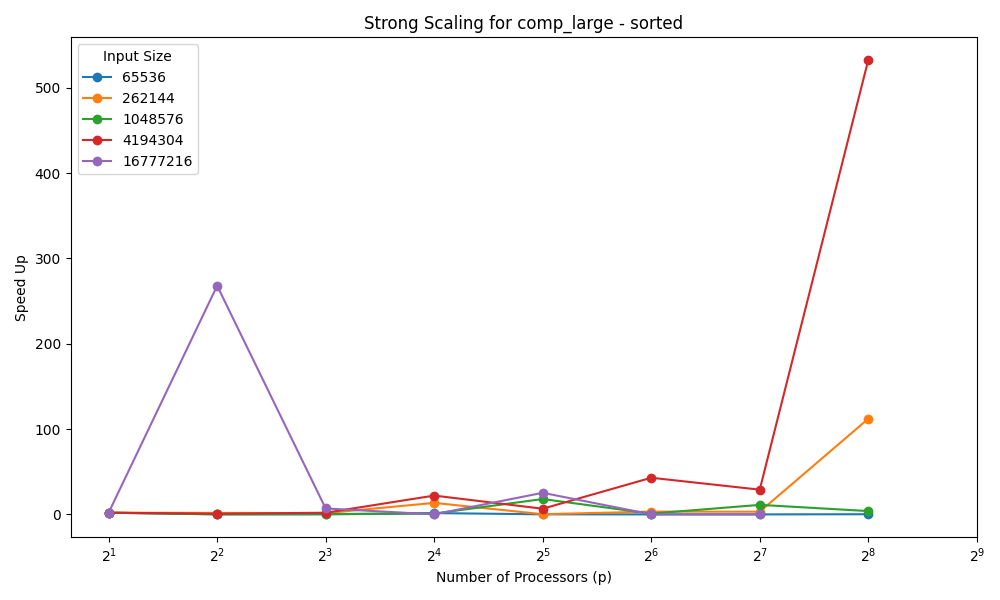 Strong Scaling for comp_large - sorted
Input Size
65536
262144
1048576
4194304
16777216
Speed Up
500
400
300
200
100
0
2^1 2^2 2^3 2^4 2^5 2^6 2^7 2^8 2^9
Number of Processors (p)